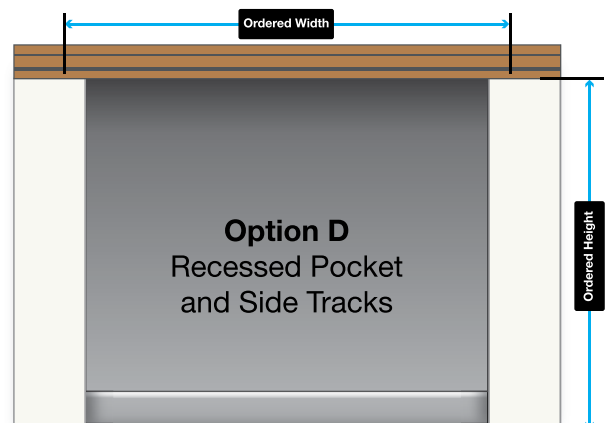 Ordered Width
Option D
Recessed Pocket
and Side Tracks
Ordered Height